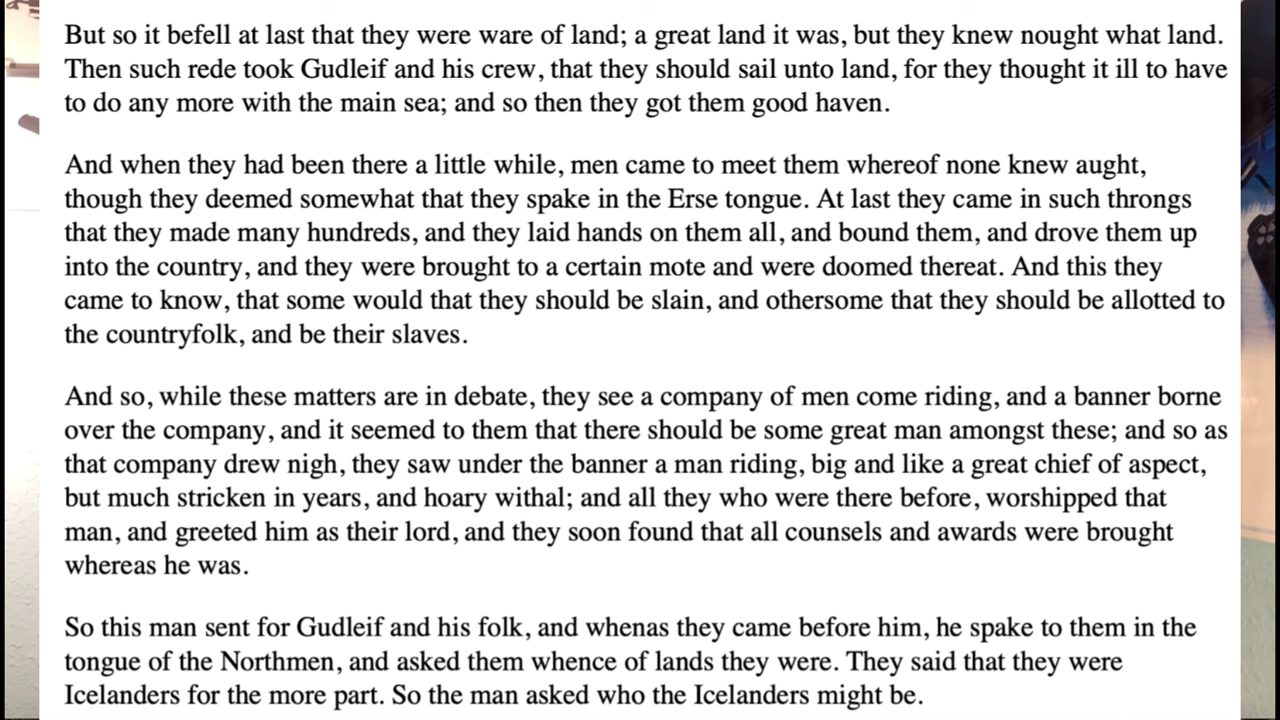 But so it befell at last that they were ware of land; a great land it was, but they knew nought what land.
Then such rede took Gudleif and his crew, that they should sail unto land, for they thought it ill to have
to do any more with the main sea; and so then they got them good haven.
And when they had been there a little while, men came to meet them whereof none knew aught,
though they deemed somewhat that they spake in the Erse tongue. At last they came in such throngs
that they made many hundreds, and they laid hands on them all, and bound them, and drove them up
into the country, and they were brought to a certain mote and were doomed thereat. And this they
came to know, that some would that they should be slain, and othersome that they should be allotted to
the countryfolk, and be their slaves.
And so, while these matters are in debate, they see a company of men come riding, and a banner borne
over the company, and it seemed to them that there should be some great man amongst these; and so as
that company drew nigh, they saw under the banner a man riding, big and like a great chief of aspect,
but much stricken in years, and hoary withal; and all they who were there before, worshipped that
man, and greeted him as their lord, and they soon found that all counsels and awards were brought
whereas he was.
So this man sent for Gudleif and his folk, and whenas they came before him, he spake to them in the
tongue of the Northmen, and asked them whence of lands they were. They said that they were
Icelanders for the more part. So the man asked who the Icelanders might be.